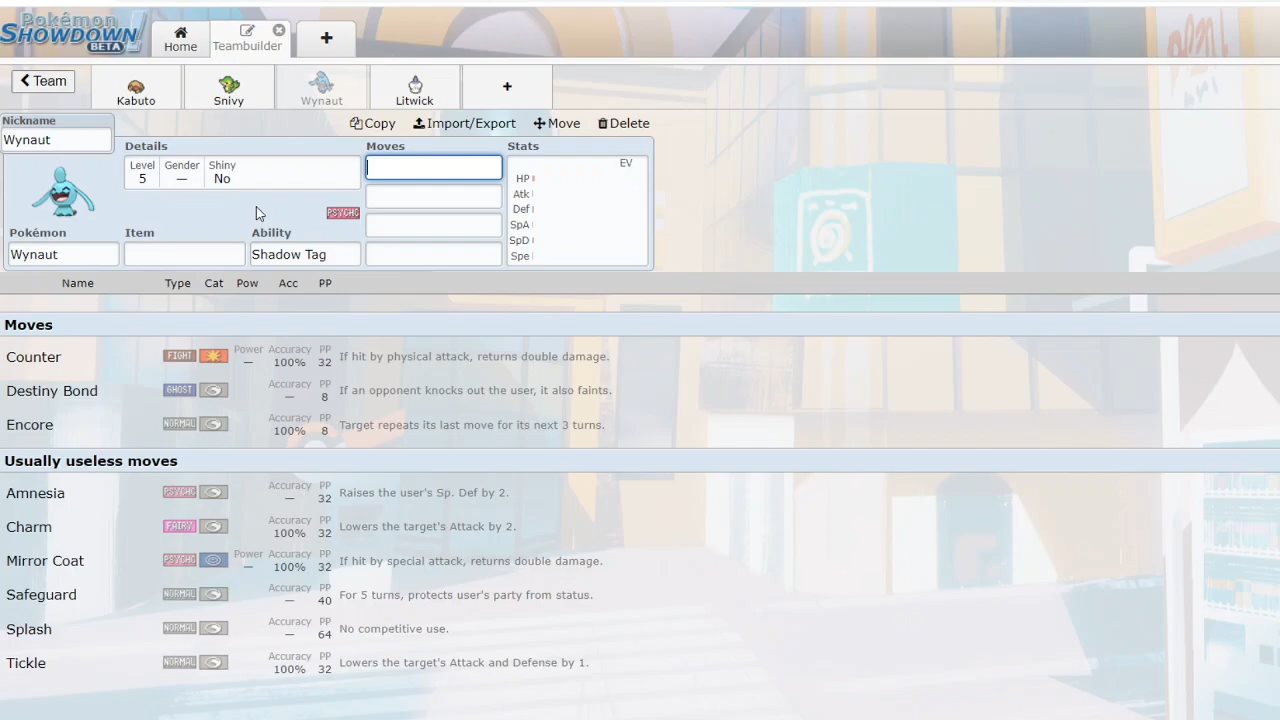 Pokémon
SHOWDOWN!
BETA
Home
Teambuilder
+
Team
Kabuto
Snivy
Wynaut
Litwick
+
Nickname
Wynaut
Copy
Import/Export
Move
Delete
Details
Moves
Stats
Level Gender Shiny
5 — No
EV
HP
Atk
Def
SpA
SpD
Spe
PSYCHC
Pokémon
Item
Ability
Wynaut
Shadow Tag
Name Type Cat Pow Acc PP
Moves
Counter FIGHT Power — Accuracy 100% PP 32 If hit by physical attack, returns double damage.
Destiny Bond GHOST Accuracy — PP 8 If an opponent knocks out the user, it also faints.
Encore NORMAL Accuracy 100% PP 8 Target repeats its last move for its next 3 turns.
Usually useless moves
Amnesia PSYCHC Accuracy — PP 32 Raises the user's Sp. Def by 2.
Charm FAIRY Accuracy 100% PP 32 Lowers the target's Attack by 2.
Mirror Coat PSYCHC Power — Accuracy 100% PP 32 If hit by special attack, returns double damage.
Safeguard NORMAL Accuracy — PP 40 For 5 turns, protects user's party from status.
Splash NORMAL Accuracy — PP 64 No competitive use.
Tickle NORMAL Accuracy 100% PP 32 Lowers the target's Attack and Defense by 1.